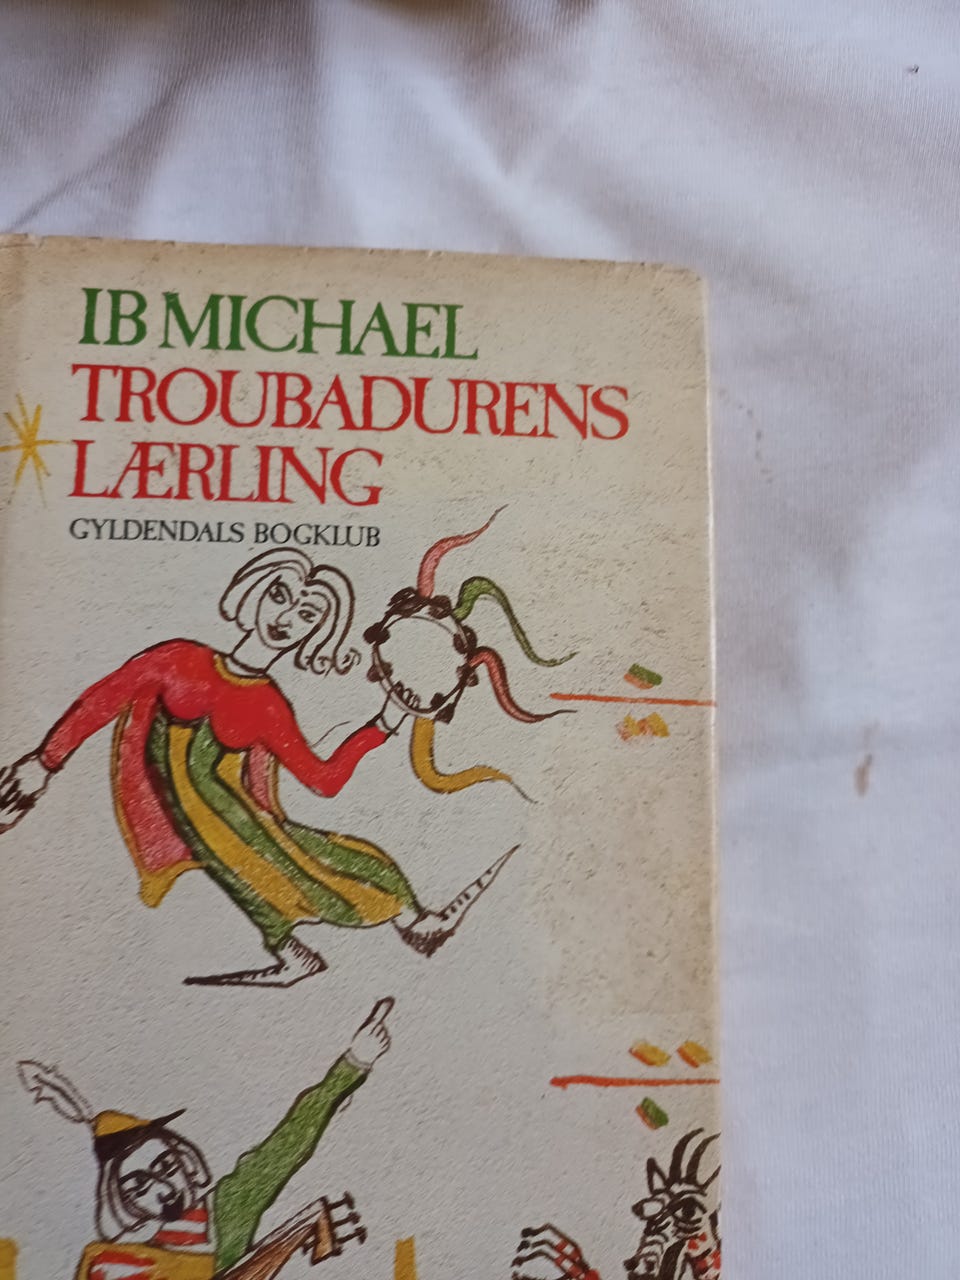 IB MICHAEL
TROUBADURENS
LÆRLING
GYLDENDALS BOGKLUB